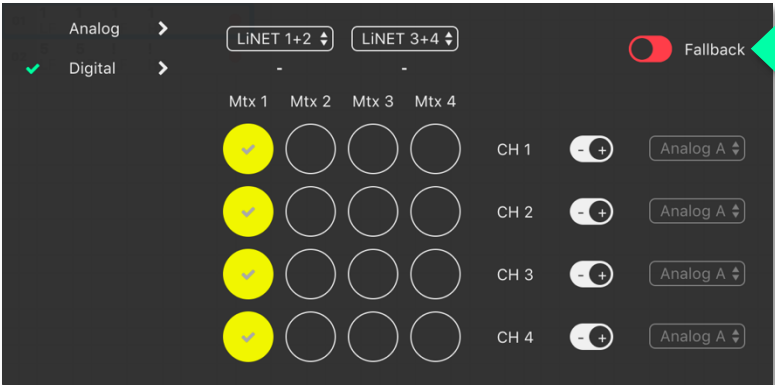 Analog
LiNET 1+2 LiNET 3+4
Fallback
Digital
- -
Mtx 1 Mtx 2 Mtx 3 Mtx 4
CH 1 - + Analog A
CH 2 - + Analog A
CH 3 - + Analog A
CH 4 - + Analog A